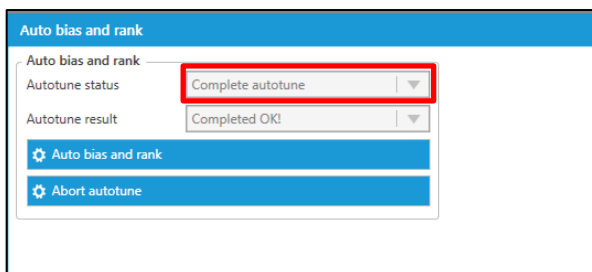 Auto bias and rank
Auto bias and rank
Autotune status Complete autotune
Autotune result Completed OK!
Auto bias and rank
Abort autotune